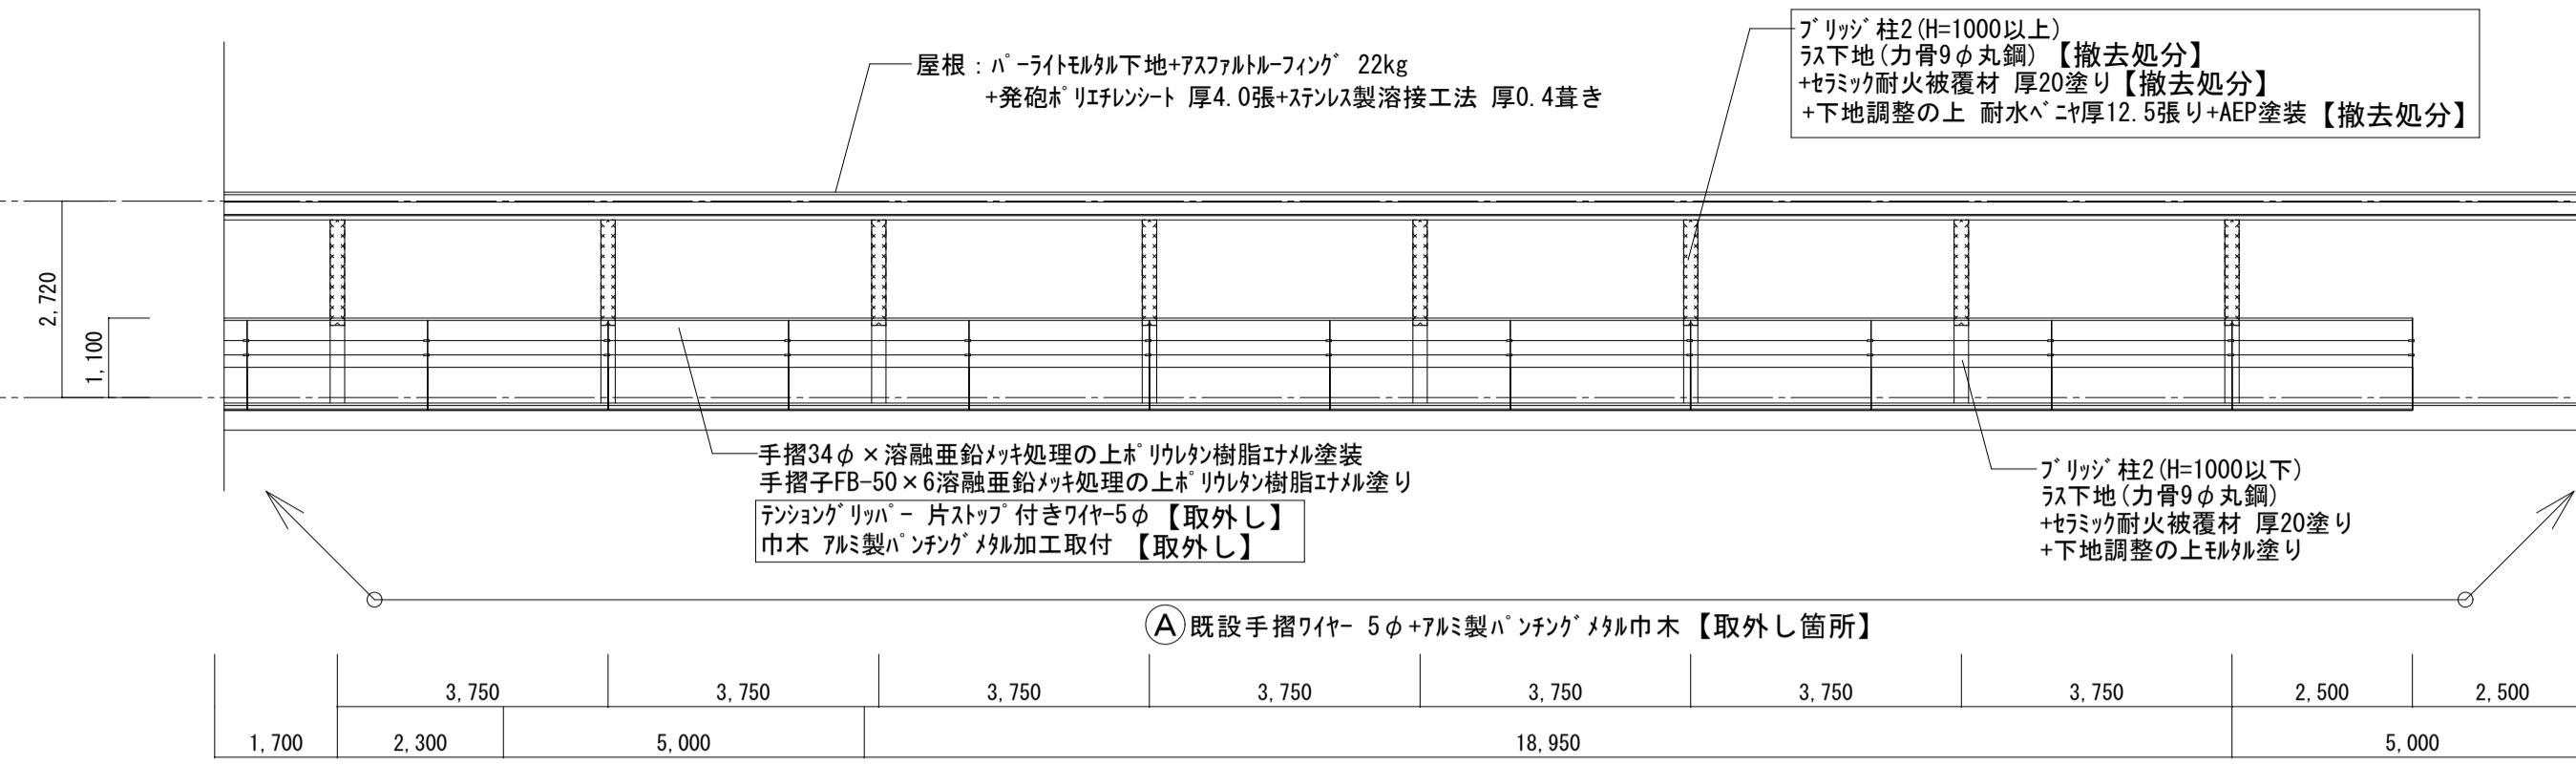 ﾌﾞﾘｯｼﾞ柱2(H=1000以上)
ﾗｽ下地(力骨9φ丸鋼)【撤去処分】
+ｾﾗﾐｯｸ耐火被覆材 厚20塗り【撤去処分】
+下地調整の上 耐水ﾍﾞﾆﾔ厚12.5張り+AEP塗装【撤去処分】
屋根：ﾊﾟｰﾗｲﾄﾓﾙﾀﾙ下地+ｱｽﾌｧﾙﾄﾙｰﾌｨﾝｸﾞ 22kg
+発砲ﾎﾟﾘｴﾁﾚﾝｼｰﾄ 厚4.0張+ｽﾃﾝﾚｽ製溶接工法 厚0.4葺き
2,720
1,100
手摺34φ×溶融亜鉛ﾒｯｷ処理の上ﾎﾟﾘｳﾚﾀﾝ樹脂ｴﾅﾒﾙ塗装
手摺子FB-50×6溶融亜鉛ﾒｯｷ処理の上ﾎﾟﾘｳﾚﾀﾝ樹脂ｴﾅﾒﾙ塗り
ﾃﾝｼｮﾝｸﾞﾘｯﾊﾟｰ 片ｽﾄｯﾌﾟ付きﾜｲﾔｰ5φ【取外し】
巾木 ｱﾙﾐ製ﾊﾟﾝﾁﾝｸﾞﾒﾀﾙ加工取付 【取外し】
ﾌﾞﾘｯｼﾞ柱2(H=1000以下)
ﾗｽ下地(力骨9φ丸鋼)
+ｾﾗﾐｯｸ耐火被覆材 厚20塗り
+下地調整の上ﾓﾙﾀﾙ塗り
Ⓐ既設手摺ﾜｲﾔｰ 5φ+ｱﾙﾐ製ﾊﾟﾝﾁﾝｸﾞﾒﾀﾙ巾木【取外し箇所】
3,750 3,750 3,750 3,750 3,750 3,750 3,750 2,500 2,500
1,700 2,300 5,000 18,950 5,000